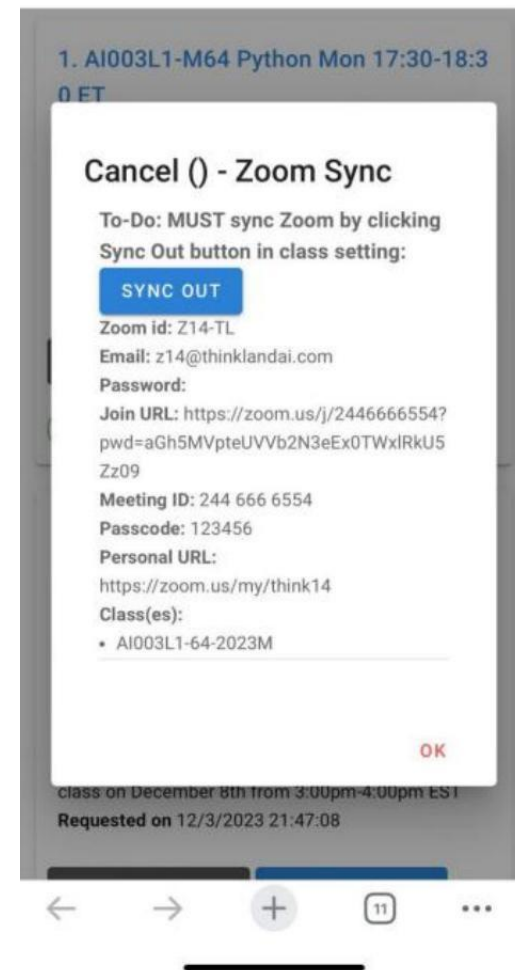 1. AI003L1-M64 Python Mon 17:30-18:3
0 ET
Cancel () - Zoom Sync
To-Do: MUST sync Zoom by clicking
Sync Out button in class setting:
SYNC OUT
Zoom id: Z14-TL
Email: z14@thinklandai.com
Password:
Join URL: https://zoom.us/j/2446666554?
pwd=aGh5MVpteUVVb2N3eEx0TWxlRkU5
Zz09
Meeting ID: 244 666 6554
Passcode: 123456
Personal URL:
https://zoom.us/my/think14
Class(es):
• AI003L1-64-2023M
OK
class on December 8th from 3:00pm-4:00pm EST
Requested on 12/3/2023 21:47:08
11